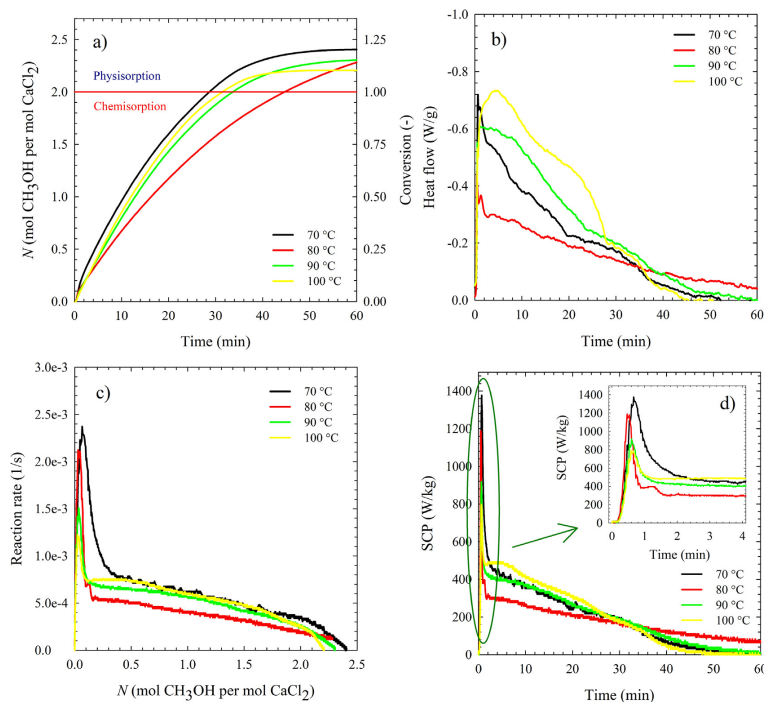 a)
N (mol CH3OH per mol CaCl2)
2.5
2.0
1.5
1.0
0.5
0.0
Physisorption
Chemisorption
70 °C
80 °C
90 °C
100 °C
1.25
1.00
0.75
0.50
0.25
0.00
Conversion (-)
0 10 20 30 40 50 60
Time (min)
b)
Heat flow (W/g)
-1.0
-0.8
-0.6
-0.4
-0.2
0.0
70 °C
80 °C
90 °C
100 °C
0 10 20 30 40 50 60
Time (min)
c)
Reaction rate (1/s)
3.0e-3
2.5e-3
2.0e-3
1.5e-3
1.0e-3
5.0e-4
0.0
70 °C
80 °C
90 °C
100 °C
0.0 0.5 1.0 1.5 2.0 2.5
N (mol CH3OH per mol CaCl2)
d)
SCP (W/kg)
1400
1200
1000
800
600
400
200
0
SCP (W/kg)
1400
1200
1000
800
600
400
200
0
0 1 2 3 4
Time (min)
70 °C
80 °C
90 °C
100 °C
0 10 20 30 40 50 60
Time (min)